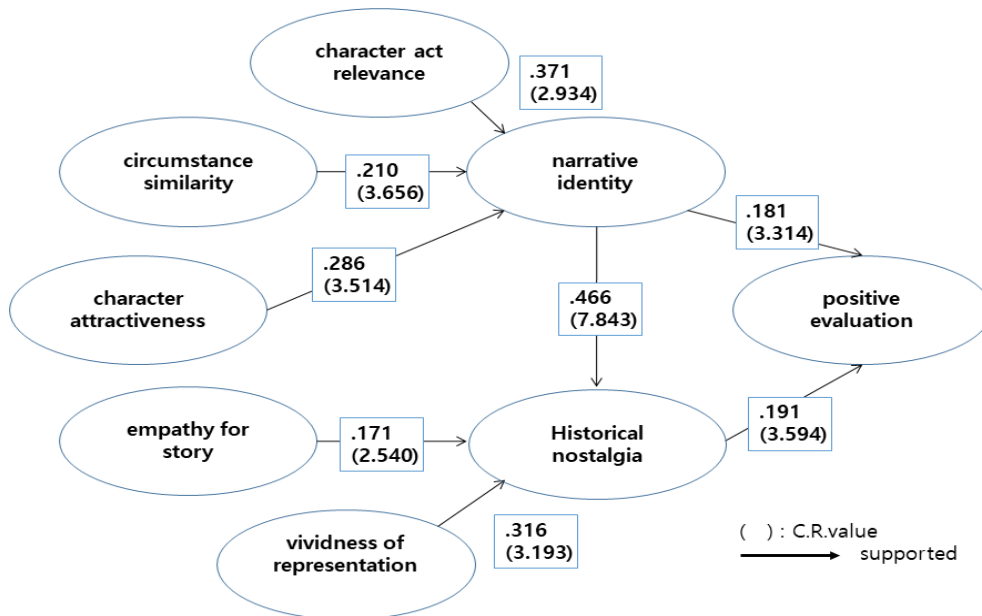 character act
relevance
.371
(2.934)
circumstance
similarity
.210
(3.656)
narrative
identity
.181
(3.314)
character
attractiveness
.286
(3.514)
.466
(7.843)
positive
evaluation
empathy for
story
.171
(2.540)
Historical
nostalgia
.191
(3.594)
vividness of
representation
.316
(3.193)
( ) : C.R.value
supported